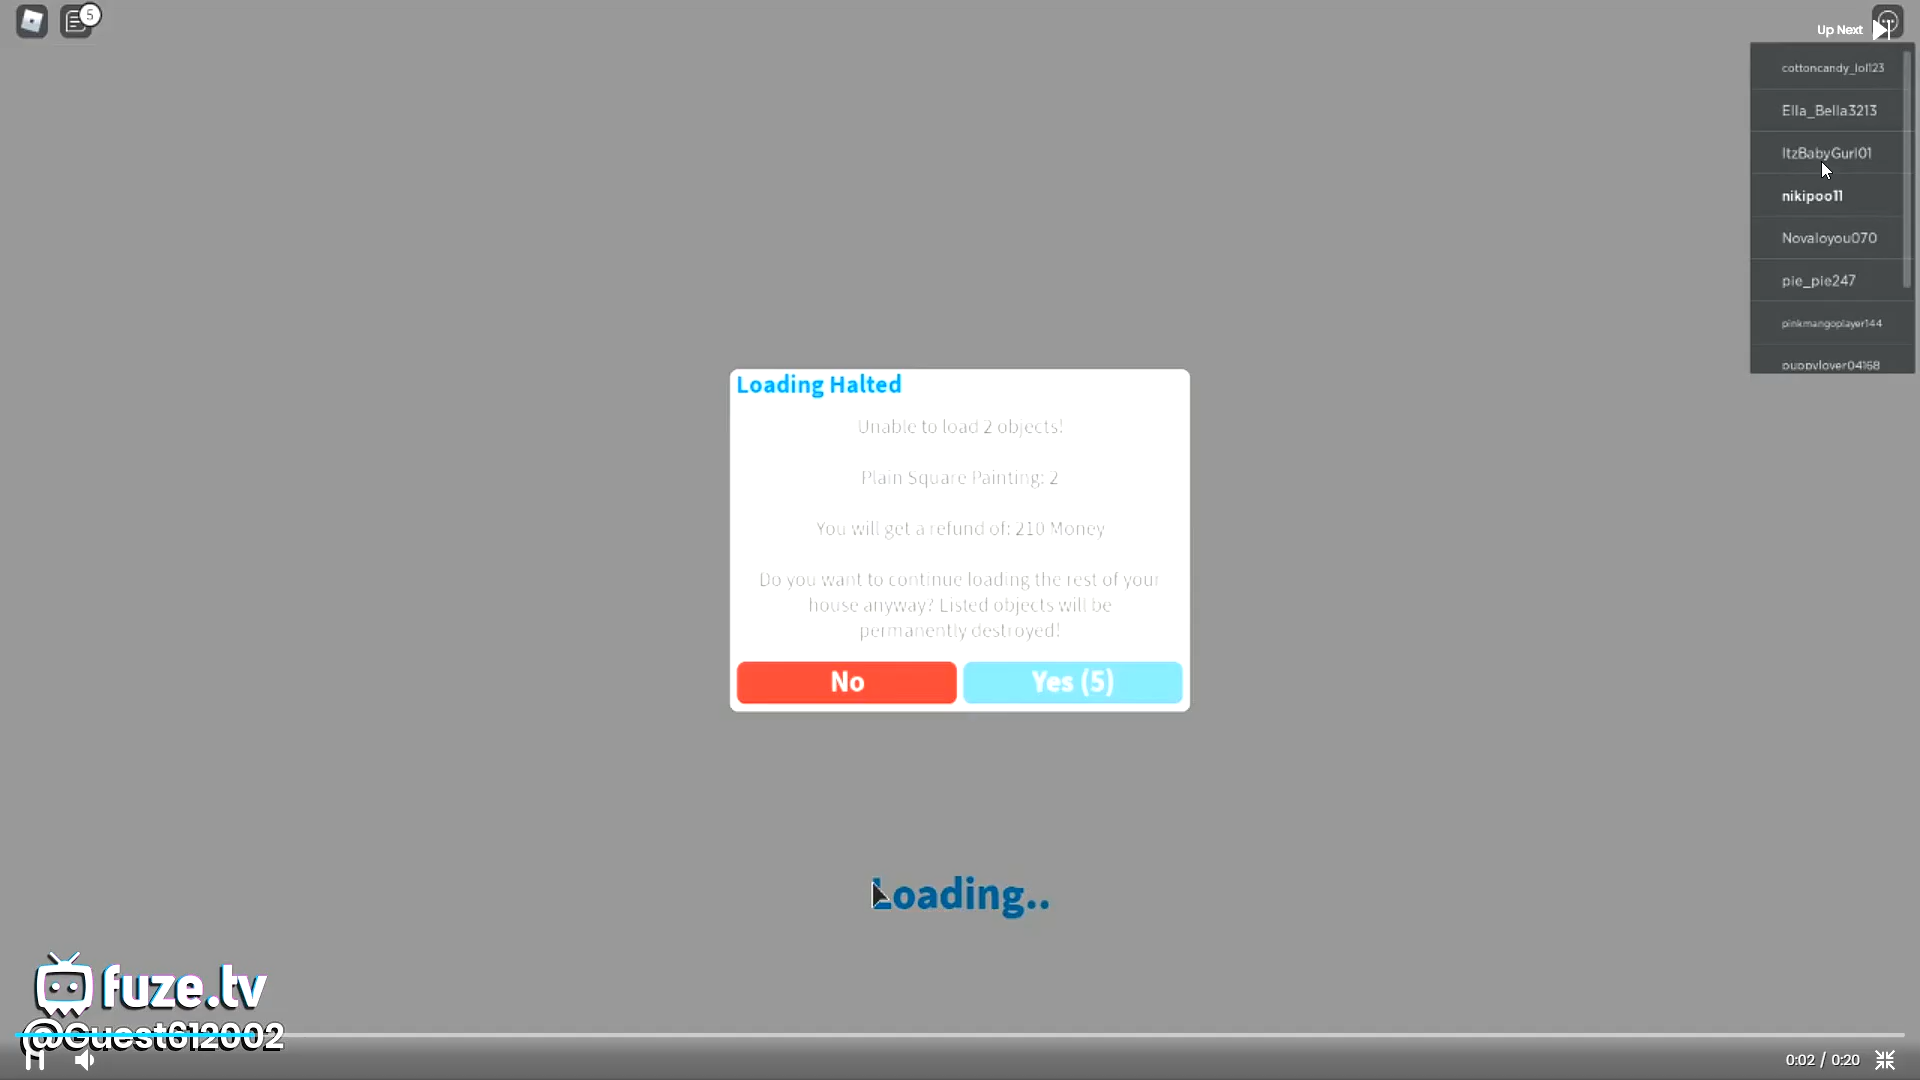 5
Up Next
cottoncandy_lol123
Ella_Bella3213
ItzBabyGurl01
nikipoo11
Novaloyou070
pie_pie247
pinkmangoplayer144
puppylover04168
Loading Halted
Unable to load 2 objects!
Plain Square Painting: 2
You will get a refund of: 210 Money
Do you want to continue loading the rest of your
house anyway? Listed objects will be
permanently destroyed!
No
Yes (5)
Loading..
fuze.tv
@Guest612002
0:02 / 0:20